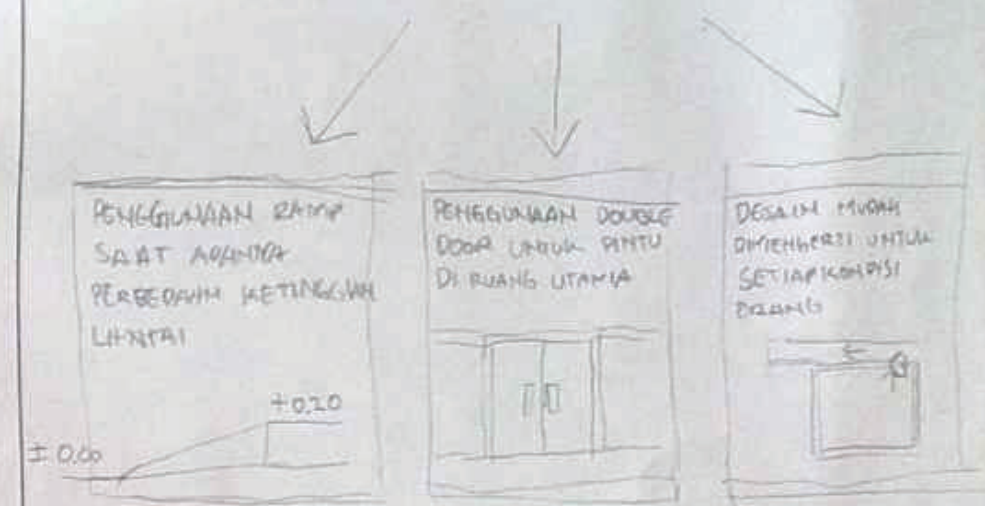 PENGGUNAAN RAMP
SAAT ADANYA
PERBEDAAN KETINGGIAN
LANTAI
+0.20
± 0.00
PENGGUNAAN DOUBLE
DOOR UNTUK PINTU
DI RUANG UTAMA
DESAIN MUDAH
DIMENGERTI UNTUK
SETIAP KONDISI
ORANG